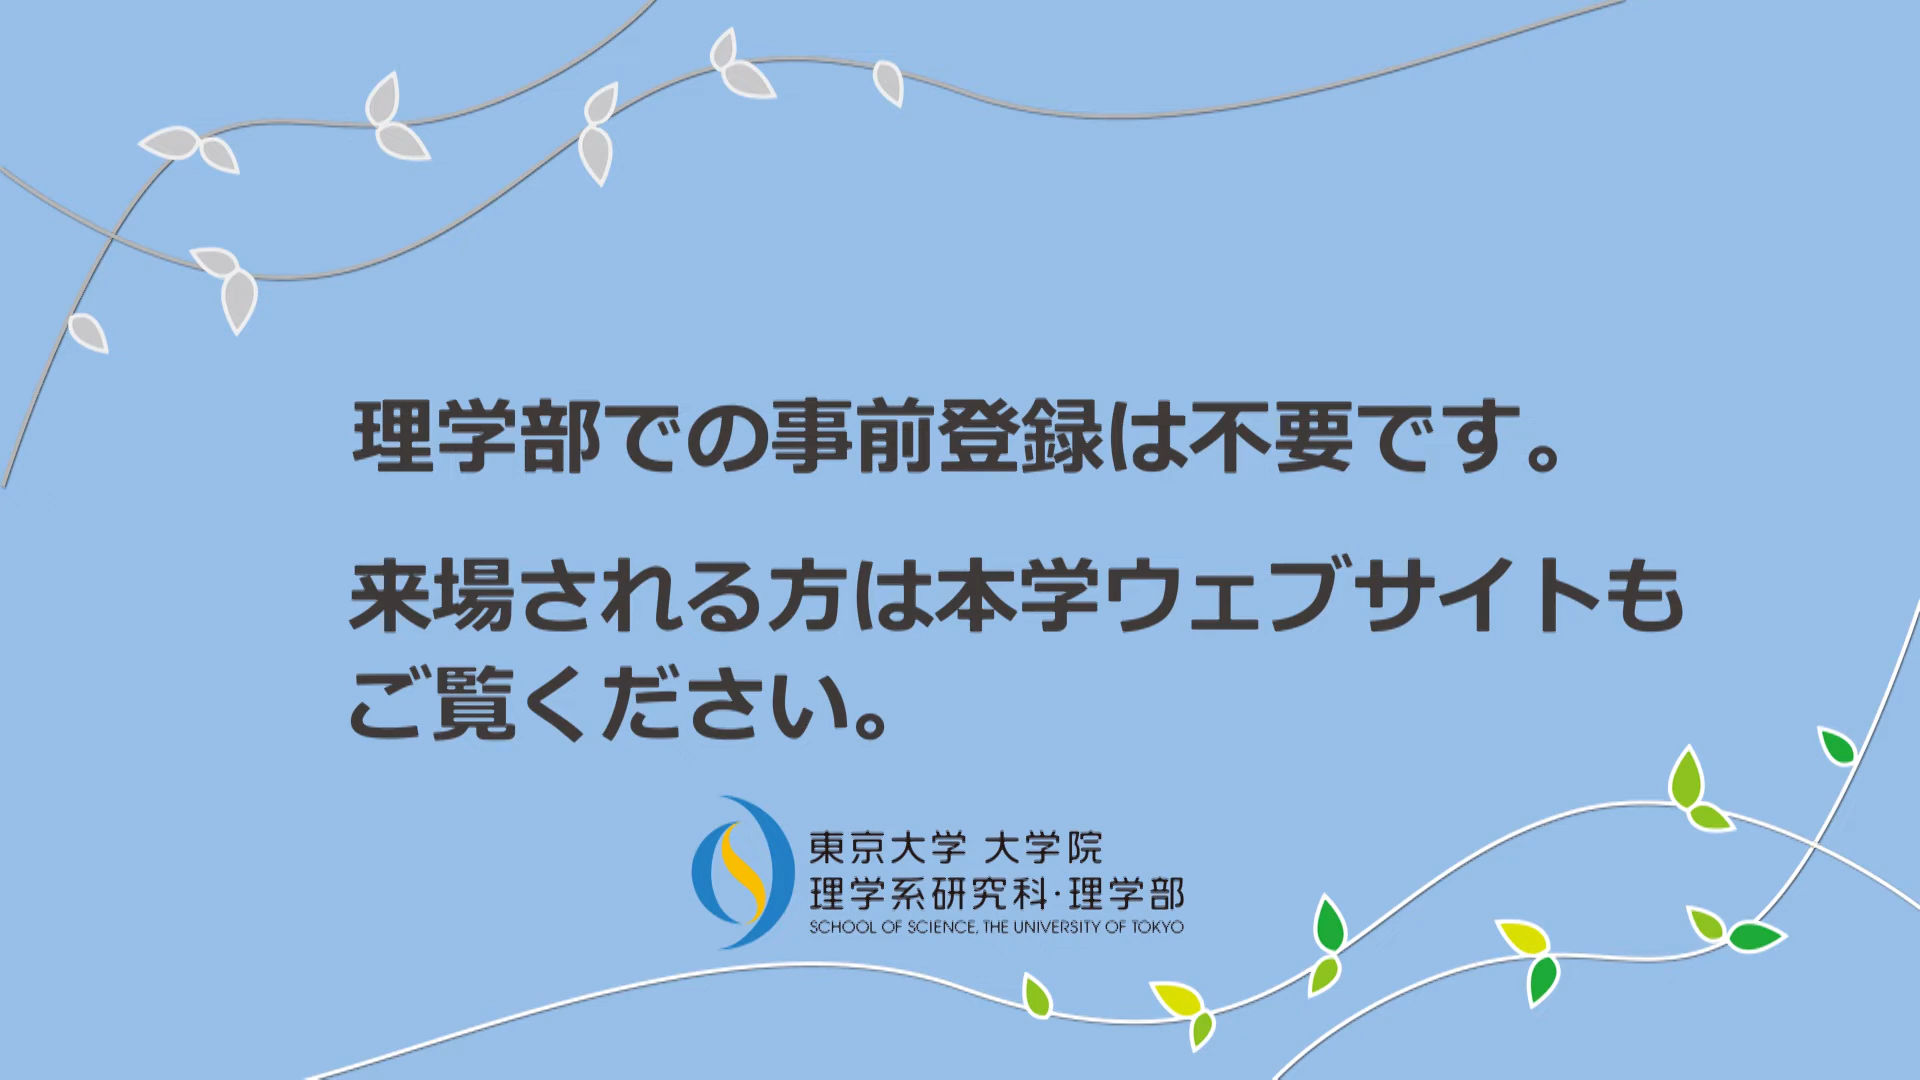 理学部での事前登録は不要です。
来場される方は本学ウェブサイトも
ご覧ください。
東京大学 大学院
理学系研究科·理学部
SCHOOL OF SCIENCE, THE UNIVERSITY OF TOKYO